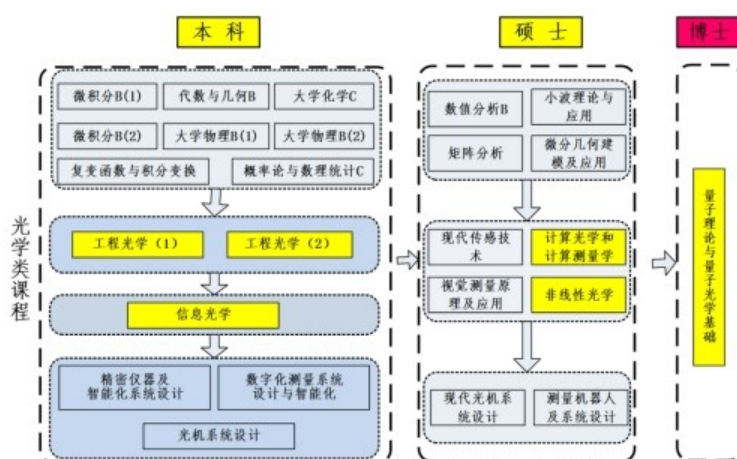 本 科
硕 士
博士
光学类课程
微积分B(1)
代数与几何B
大学化学C
微积分B(2)
大学物理B(1)
大学物理B(2)
复变函数与积分变换
概率论与数理统计C
工程光学（1）
工程光学（2）
信息光学
精密仪器及
智能化系统设计
数字化测量系统
设计与智能化
光机系统设计
数值分析B
小波理论与
应用
矩阵分析
微分几何建
模及应用
现代传感技
术
计算光学和
计算测量学
视觉测量原
理及应用
非线性光学
现代光机系
统设计
测量机器人
及系统设计
量子理论与量子光学基础